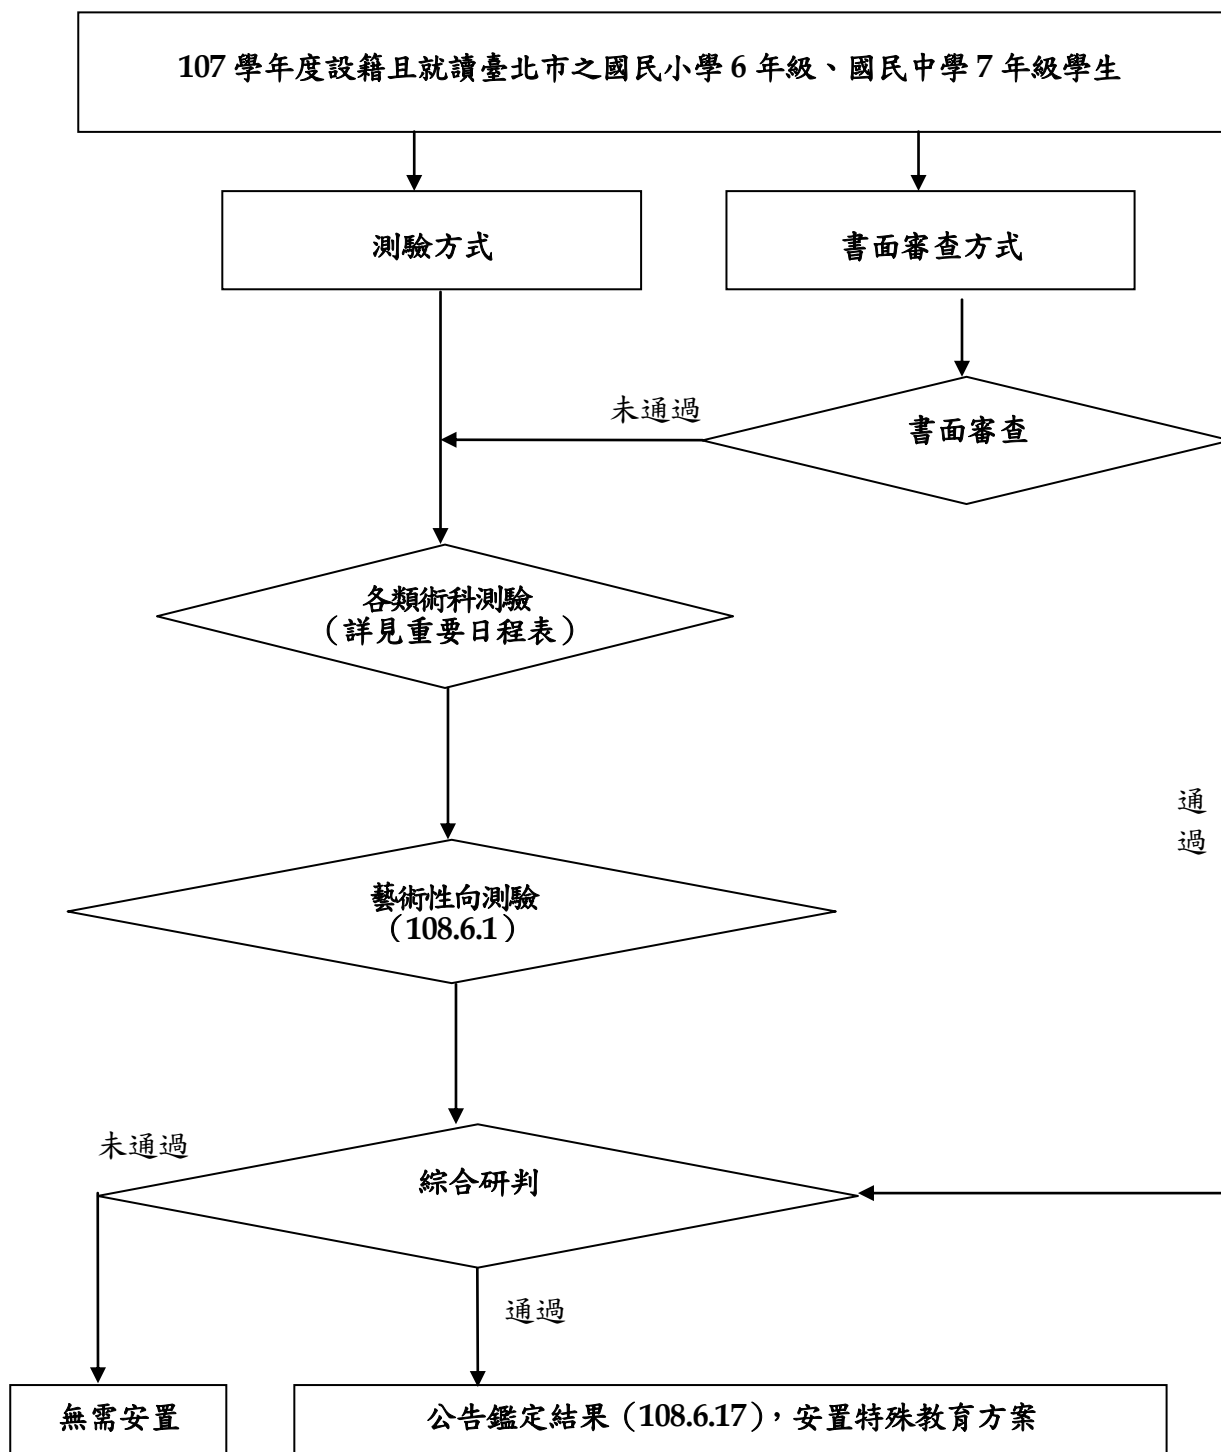 107 學年度設籍且就讀臺北市之國民小學 6 年級、國民中學 7 年級學生
測驗方式
書面審查方式
未通過
書面審查
各類術科測驗
（詳見重要日程表）
通
過
藝術性向測驗
（108.6.1）
未通過
綜合研判
通過
無需安置
公告鑑定結果（108.6.17），安置特殊教育方案